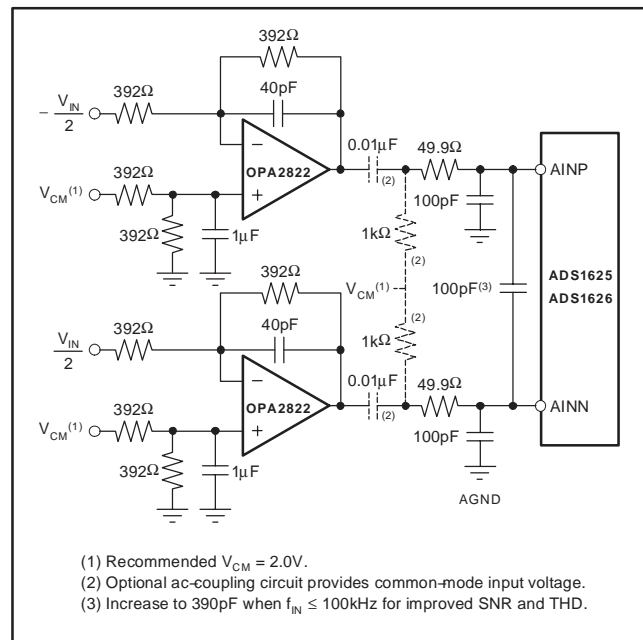 392Ω
40pF
392Ω
− V_IN/2
OPA2822
0.01μF
(2)
49.9Ω
AINP
392Ω
V_CM(1)
392Ω
1μF
100pF
1kΩ
(2)
392Ω
V_CM(1)
100pF(3)
ADS1625
ADS1626
40pF
392Ω
V_IN/2
(2)
1kΩ
OPA2822
0.01μF
(2)
49.9Ω
AINN
392Ω
V_CM(1)
392Ω
1μF
100pF
AGND
(1) Recommended V_CM = 2.0V.
(2) Optional ac-coupling circuit provides common-mode input voltage.
(3) Increase to 390pF when f_IN ≤ 100kHz for improved SNR and THD.